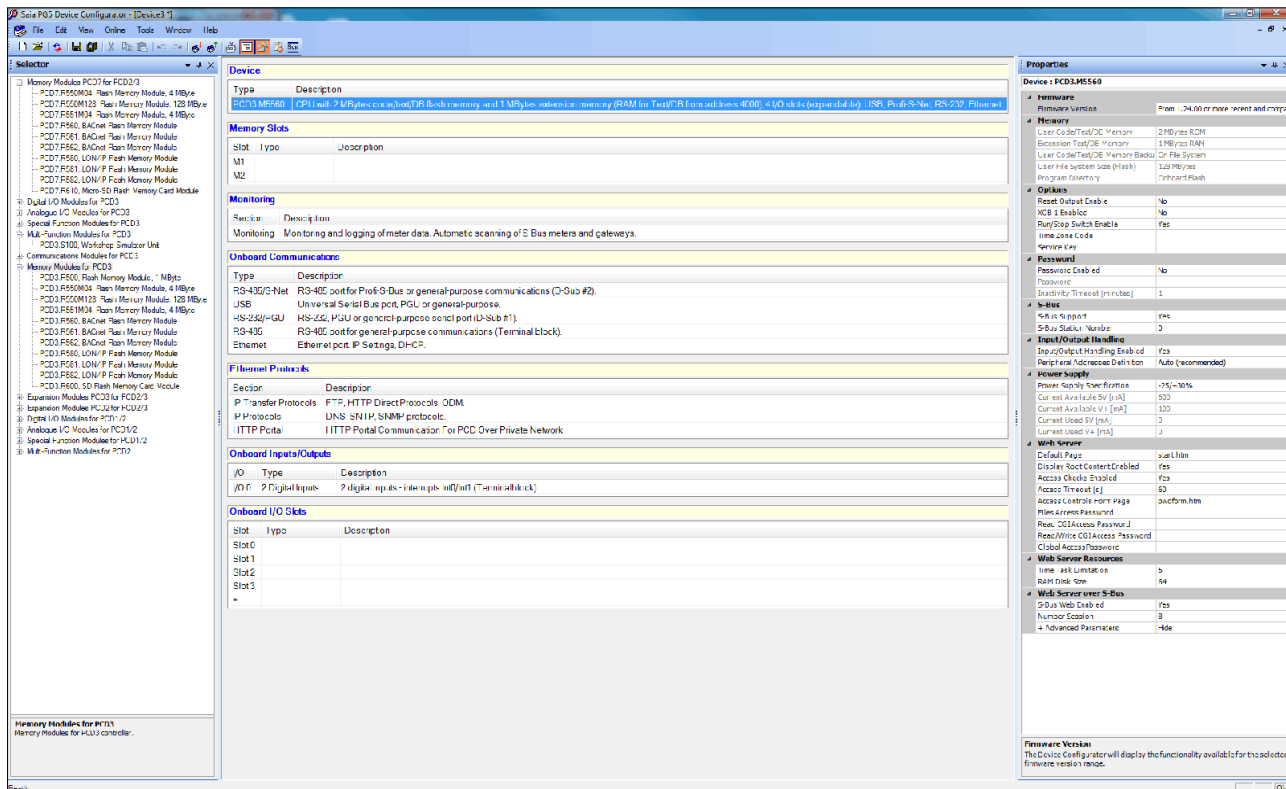 Saia PG5 Device Configurator - [Device3 *]
File Edit View Online Tools Window Help
Selector
Memory Modules PCD7 for PCD2/3
PCD7.R550M04, Flash Memory Module, 4 MByte
PCD7.R550M128, Flash Memory Module, 128 MByte
PCD7.R551M04, Flash Memory Module, 4 MByte
PCD7.R560, BACnet Flash Memory Module
PCD7.R561, BACnet Flash Memory Module
PCD7.R562, BACnet Flash Memory Module
PCD7.R580, LON/IP Flash Memory Module
PCD7.R581, LON/IP Flash Memory Module
PCD7.R582, LON/IP Flash Memory Module
PCD7.R610, Micro-SD Flash Memory Card Module
Digital I/O Modules for PCD3
Analogue I/O Modules for PCD3
Special Function Modules for PCD3
Multi-Function Modules for PCD3
PCD3.S100, Workshop Simulator Unit
Communications Modules for PCD3
Memory Modules for PCD3
PCD3.R500, Flash Memory Module, 1 MByte
PCD3.R550M04, Flash Memory Module, 4 MByte
PCD3.R550M128, Flash Memory Module, 128 MByte
PCD3.R551M04, Flash Memory Module, 4 MByte
PCD3.R560, BACnet Flash Memory Module
PCD3.R561, BACnet Flash Memory Module
PCD3.R562, BACnet Flash Memory Module
PCD3.R580, LON/IP Flash Memory Module
PCD3.R581, LON/IP Flash Memory Module
PCD3.R582, LON/IP Flash Memory Module
PCD3.R600, SD Flash Memory Card Module
Expansion Modules PCD3 for PCD2/3
Expansion Modules PCD2 for PCD2/3
Digital I/O Modules for PCD1/2
Analogue I/O Modules for PCD1/2
Special Function Modules for PCD1/2
Multi-Function Modules for PCD2
Memory Modules for PCD3
Memory Modules for PCD3 controller.
Device
Type Description
PCD3.M5560 CPU with 2 MBytes code/text/DB flash memory and 1 MBytes extension memory (RAM for Text/DB from address 4000), 4 I/O slots (expandable), USB, Profi-S-Net, RS-232, Ethernet
Memory Slots
Slot Type Description
M1
M2
Monitoring
Section Description
Monitoring Monitoring and logging of meter data. Automatic scanning of S-Bus meters and gateways.
Onboard Communications
Type Description
RS-485/S-Net RS-485 port for Profi-S-Bus or general-purpose communications (D-Sub #2).
USB Universal Serial Bus port, PGU or general-purpose.
RS-232/PGU RS-232, PGU or general-purpose serial port (D-Sub #1).
RS-485 RS-485 port for general-purpose communications (Terminal block).
Ethernet Ethernet port. IP Settings, DHCP.
Ethernet Protocols
Section Description
IP Transfer Protocols FTP, HTTP Direct Protocols, ODM.
IP Protocols DNS, SNTP, SNMP protocols.
HTTP Portal HTTP Portal Communication For PCD Over Private Network
Onboard Inputs/Outputs
I/O Type Description
I/O 0 2 Digital Inputs 2 digital inputs - interrupts Int0/Int1 (Terminal block)
Onboard I/O Slots
Slot Type Description
Slot 0
Slot 1
Slot 2
Slot 3
+
Properties
Device : PCD3.M5560
Firmware
Firmware Version From 1.24.00 or more recent and compa
Memory
User Code/Text/DB Memory 2 MBytes ROM
Extension Text/DB Memory 1 MBytes RAM
User Code/Text/DB Memory Backu On File System
User File System Size (Flash) 128 MBytes
Program Directory Onboard Flash
Options
Reset Output Enable No
XOB 1 Enabled No
Run/Stop Switch Enable Yes
Time Zone Code
Service Key
Password
Password Enabled No
Password
Inactivity Timeout [minutes] 1
S-Bus
S-Bus Support Yes
S-Bus Station Number 0
Input/Output Handling
Input/Output Handling Enabled Yes
Peripheral Addresses Definition Auto (recommended)
Power Supply
Power Supply Specification -25/+30%
Current Available 5V [mA] 600
Current Available V+ [mA] 100
Current Used 5V [mA] 0
Current Used V+ [mA] 0
Web Server
Default Page start.htm
Display Root Content Enabled Yes
Access Checks Enabled Yes
Access Timeout [s] 60
Access Controls Form Page pwdform.htm
Files Access Password
Read CGI Access Password
Read/Write CGI Access Password
Global Access Password
Web Server Resources
Time Task Limitation 5
RAM Disk Size 64
Web Server over S-Bus
S-Bus Web Enabled Yes
Number Session 8
+ Advanced Parameters Hide
Firmware Version
The Device Configurator will display the functionality available for the selected
firmware version range.